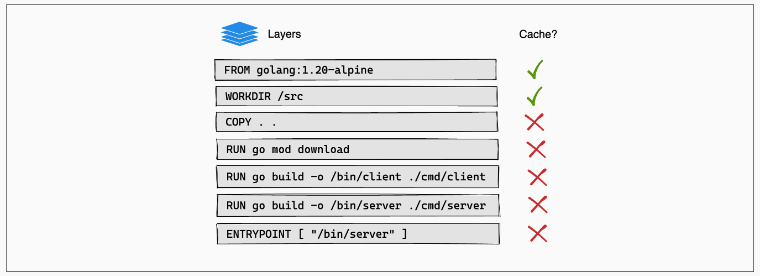 Layers Cache?
FROM golang:1.20-alpine
WORKDIR /src
COPY . .
RUN go mod download
RUN go build -o /bin/client ./cmd/client
RUN go build -o /bin/server ./cmd/server
ENTRYPOINT [ "/bin/server" ]